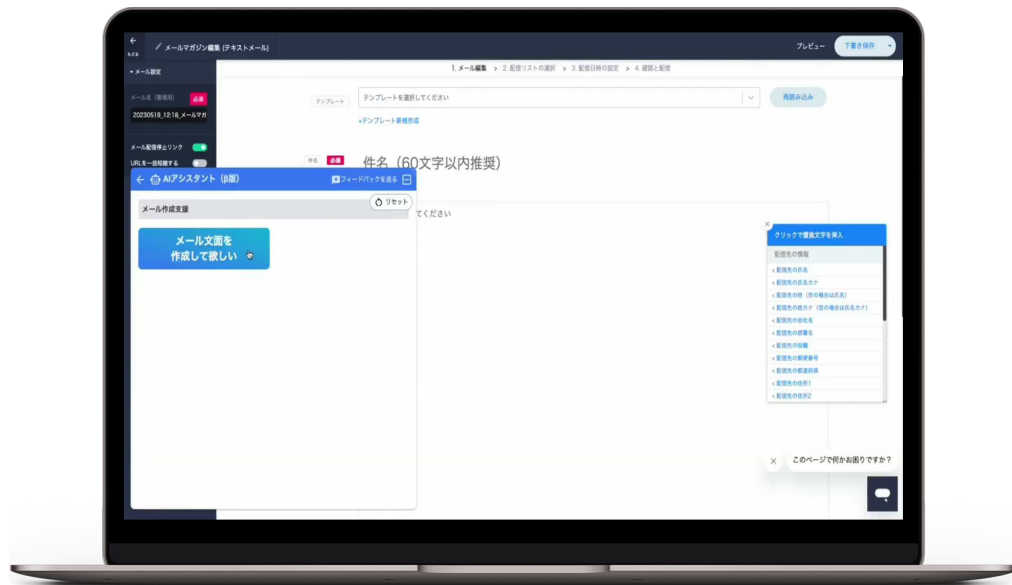 もどる
メールマガジン編集 (テキストメール)
プレビュー
下書き保存
メール設定
1. メール編集 > 2. 配信リストの選択 > 3. 配信日時の設定 > 4. 確認と配信
メール名 (管理用) 必須
20230519_12:18_メールマガ
テンプレート
テンプレートを選択してください
再読み込み
+テンプレート新規作成
メール配信停止リンク
URLを一括短縮する
件名 必須
件名（60文字以内推奨）
AIアシスタント (β版)
フィードバックを送る
リセット
メール作成支援
てください
メール文面を
作成して欲しい
クリックで置換文字を挿入
配信先の情報
< 配信先の氏名
< 配信先の氏名カナ
< 配信先の姓 (空の場合は氏名)
< 配信先の姓カナ (空の場合は氏名カナ)
< 配信先の会社名
< 配信先の部署名
< 配信先の役職
< 配信先の郵便番号
< 配信先の都道府県
< 配信先の住所1
< 配信先の住所2
このページで何かお困りですか？